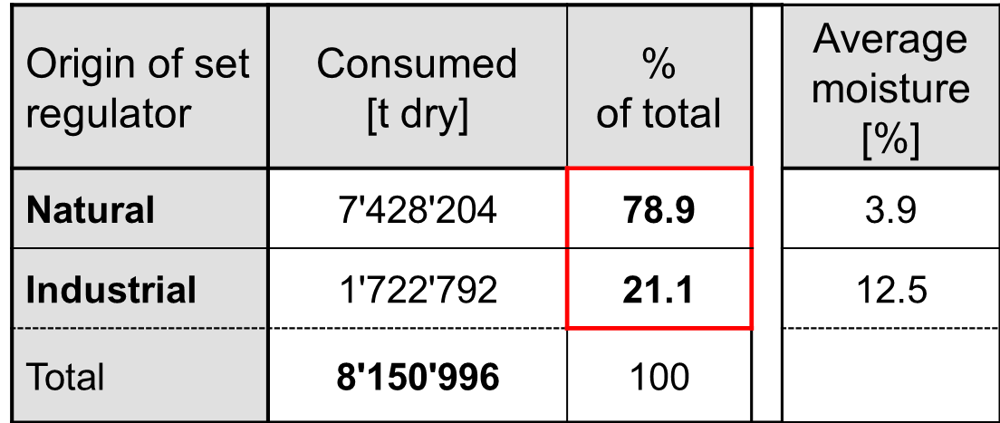 Origin of set regulator | Consumed [t dry] | % of total | Average moisture [%]
Natural | 7'428'204 | 78.9 | 3.9
Industrial | 1'722'792 | 21.1 | 12.5
Total | 8'150'996 | 100